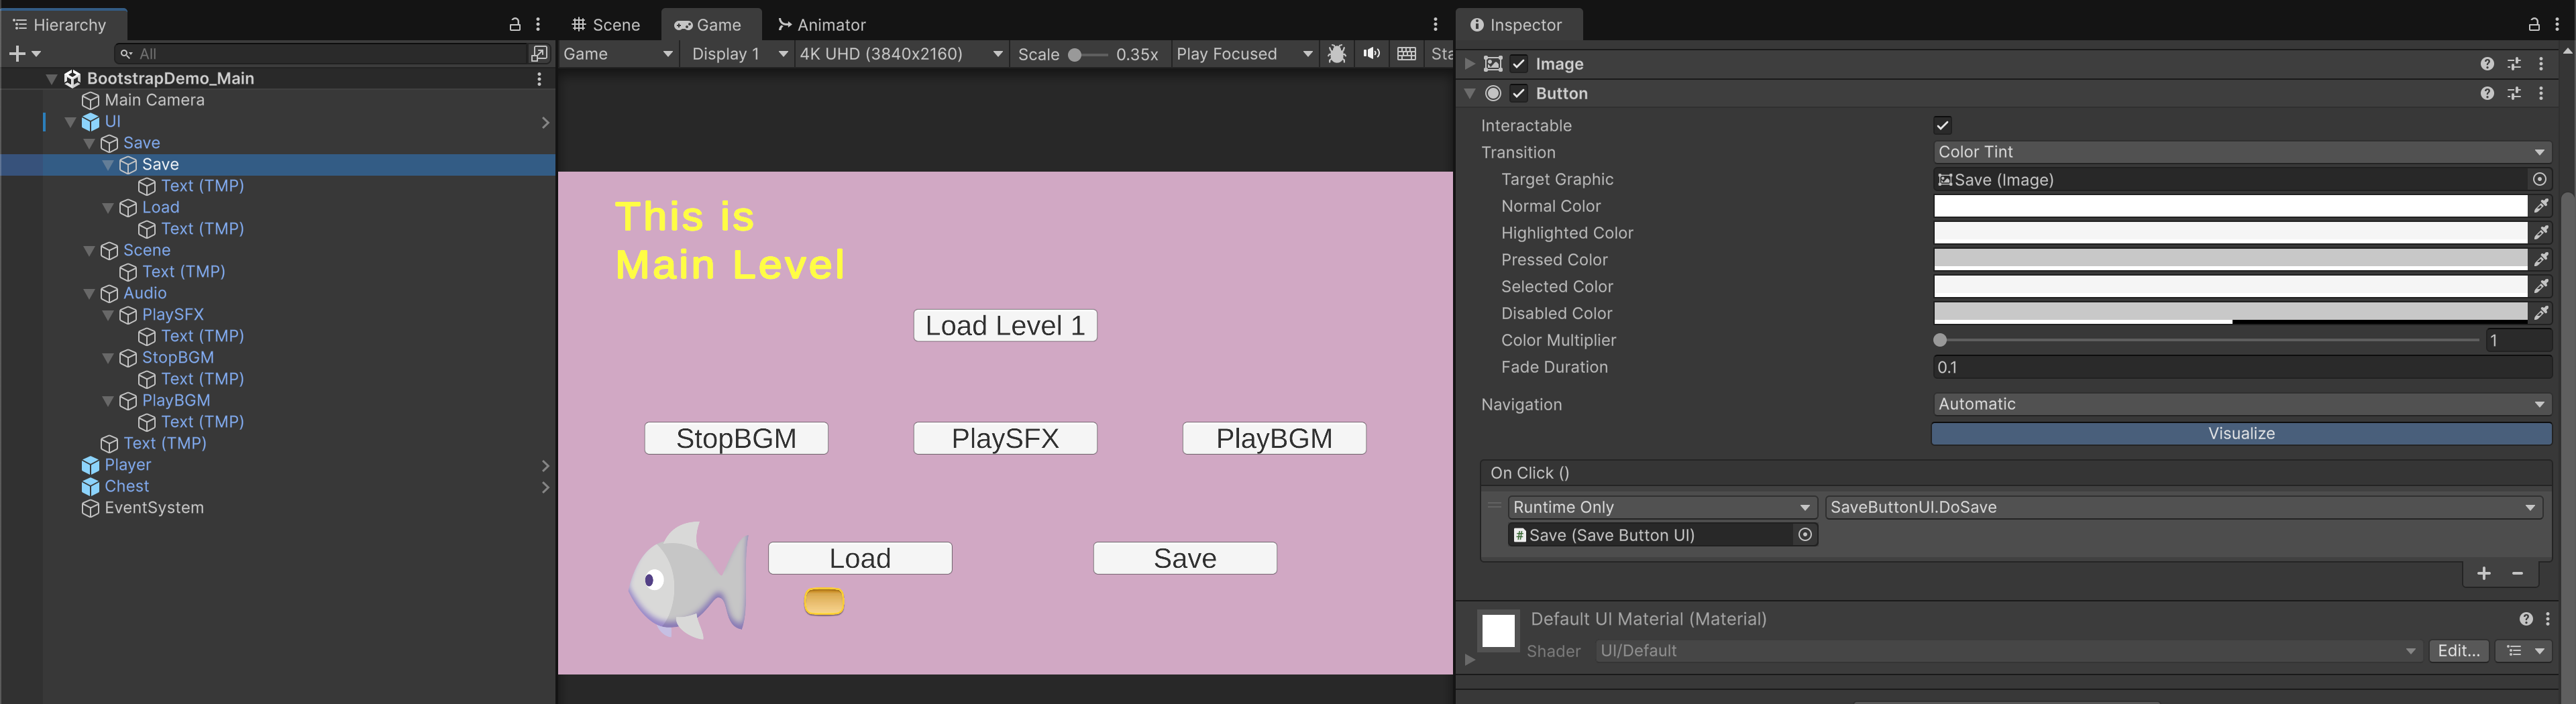 Hierarchy
All
BootstrapDemo_Main
Main Camera
UI
Save
Save
Text (TMP)
Load
Text (TMP)
Scene
Text (TMP)
Audio
PlaySFX
Text (TMP)
StopBGM
Text (TMP)
PlayBGM
Text (TMP)
Text (TMP)
Player
Chest
EventSystem
Scene Game Animator
Game Display 1 4K UHD (3840x2160) Scale 0.35x Play Focused Sta
This is
Main Level
Load Level 1
StopBGM PlaySFX PlayBGM
Load Save
Inspector
Image
Button
Interactable
Transition Color Tint
Target Graphic Save (Image)
Normal Color
Highlighted Color
Pressed Color
Selected Color
Disabled Color
Color Multiplier 1
Fade Duration 0.1
Navigation Automatic
Visualize
On Click ()
Runtime Only SaveButtonUI.DoSave
Save (Save Button UI)
Default UI Material (Material)
Shader UI/Default Edit...